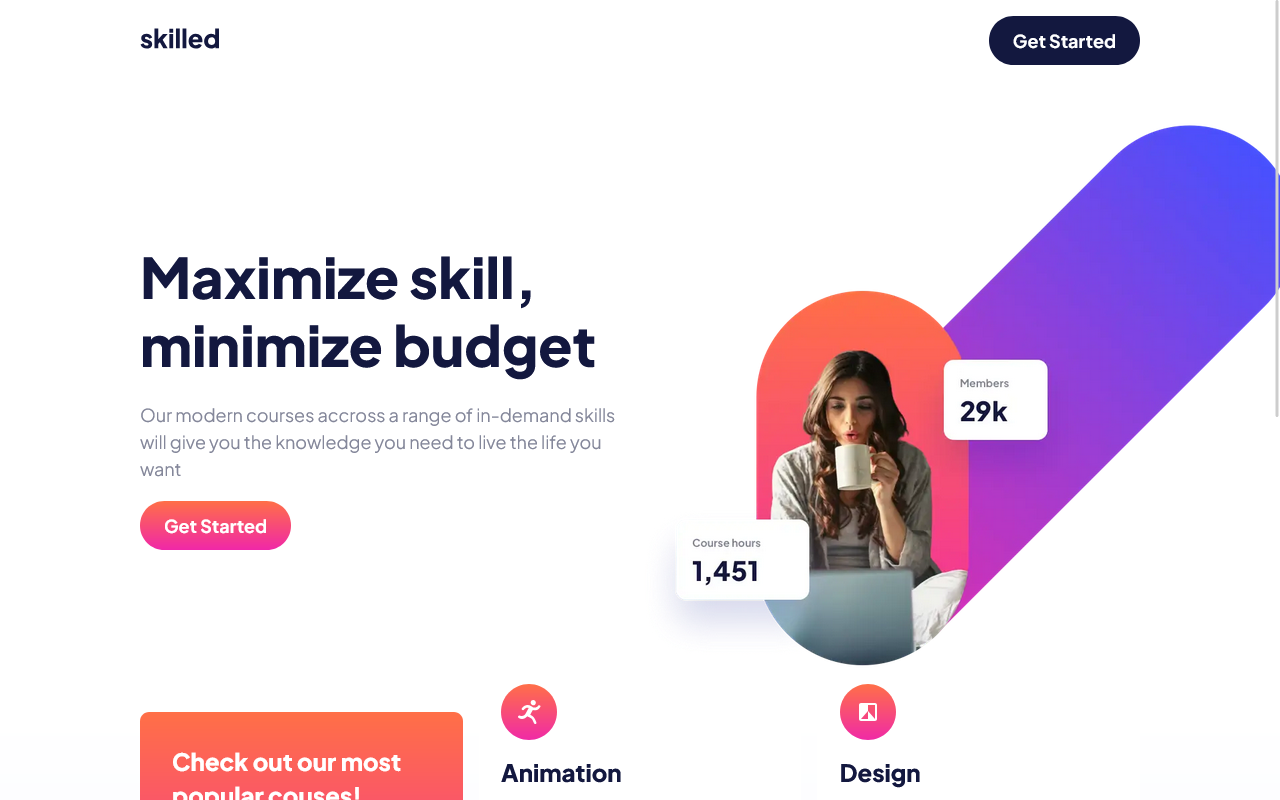 skilled
Get Started
Maximize skill,
minimize budget
Our modern courses accross a range of in-demand skills
will give you the knowledge you need to live the life you
want
Get Started
Members
29k
Course hours
1,451
Check out our most
popular couses!
Animation
Design